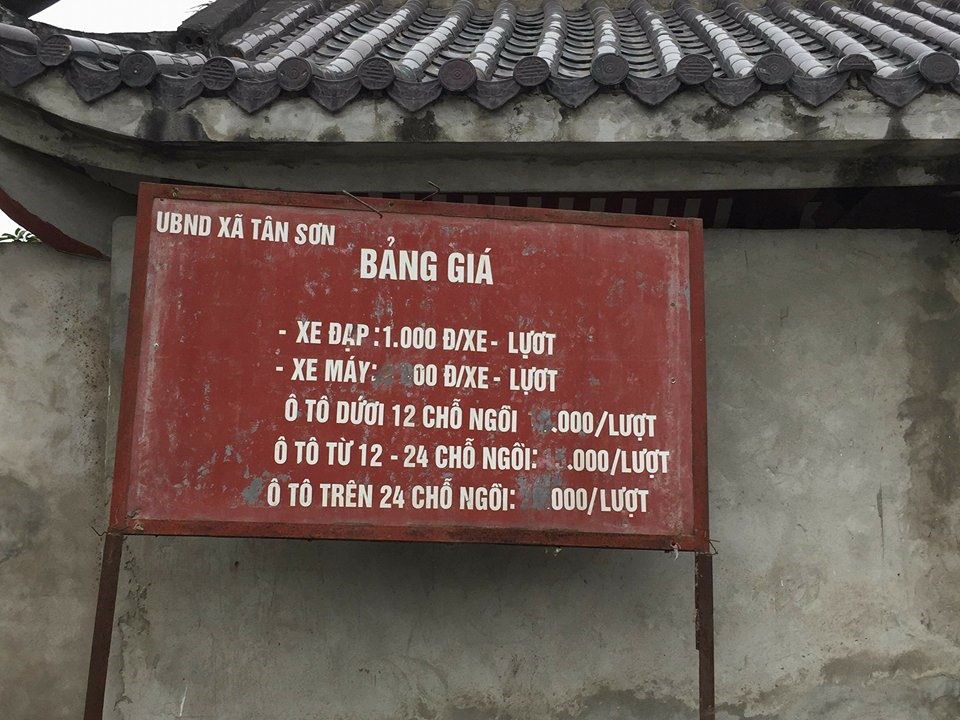 UBND XÃ TÂN SƠN
BẢNG GIÁ
- XE ĐẠP : 1.000 Đ/XE - LƯỢT
- XE MÁY: 00 Đ/XE - LƯỢT
Ô TÔ DƯỚI 12 CHỖ NGỒI .000/LƯỢT
Ô TÔ TỪ 12 - 24 CHỖ NGỒI: .000/LƯỢT
Ô TÔ TRÊN 24 CHỖ NGỒI: 000/LƯỢT